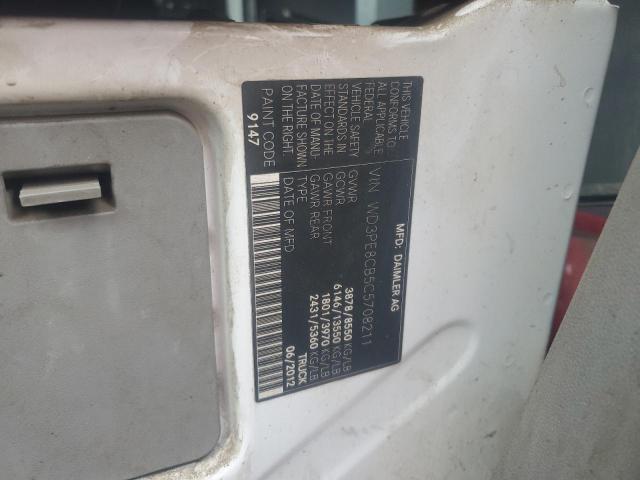 MFD: DAIMLER AG
VIN WD3PE8CB5C5708211
GVWR 3878/8550 KG/LB
GCWR 6146/13550 KG/LB
GAWR FRONT 1801/3970 KG/LB
GAWR REAR 2431/5360 KG/LB
TYPE TRUCK
DATE OF MFD 06/2012
THIS VEHICLE
CONFORMS TO
ALL APPLICABLE
FEDERAL
VEHICLE SAFETY
STANDARDS IN
EFFECT ON THE
DATE OF MANU-
FACTURE SHOWN
ON THE RIGHT.
PAINT CODE
9147